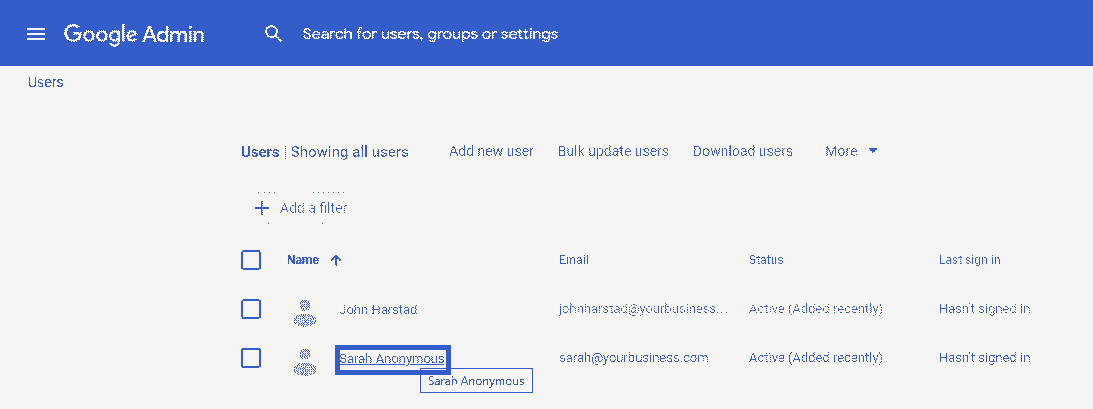 Google Admin Search for users, groups or settings
Users
Users | Showing all users Add new user Bulk update users Download users More
Add a filter
Name Email Status Last sign in
John Harstad johnharstad@yourbusiness... Active (Added recently) Hasn't signed in
Sarah Anonymous sarah@yourbusiness.com Active (Added recently) Hasn't signed in
Sarah Anonymous